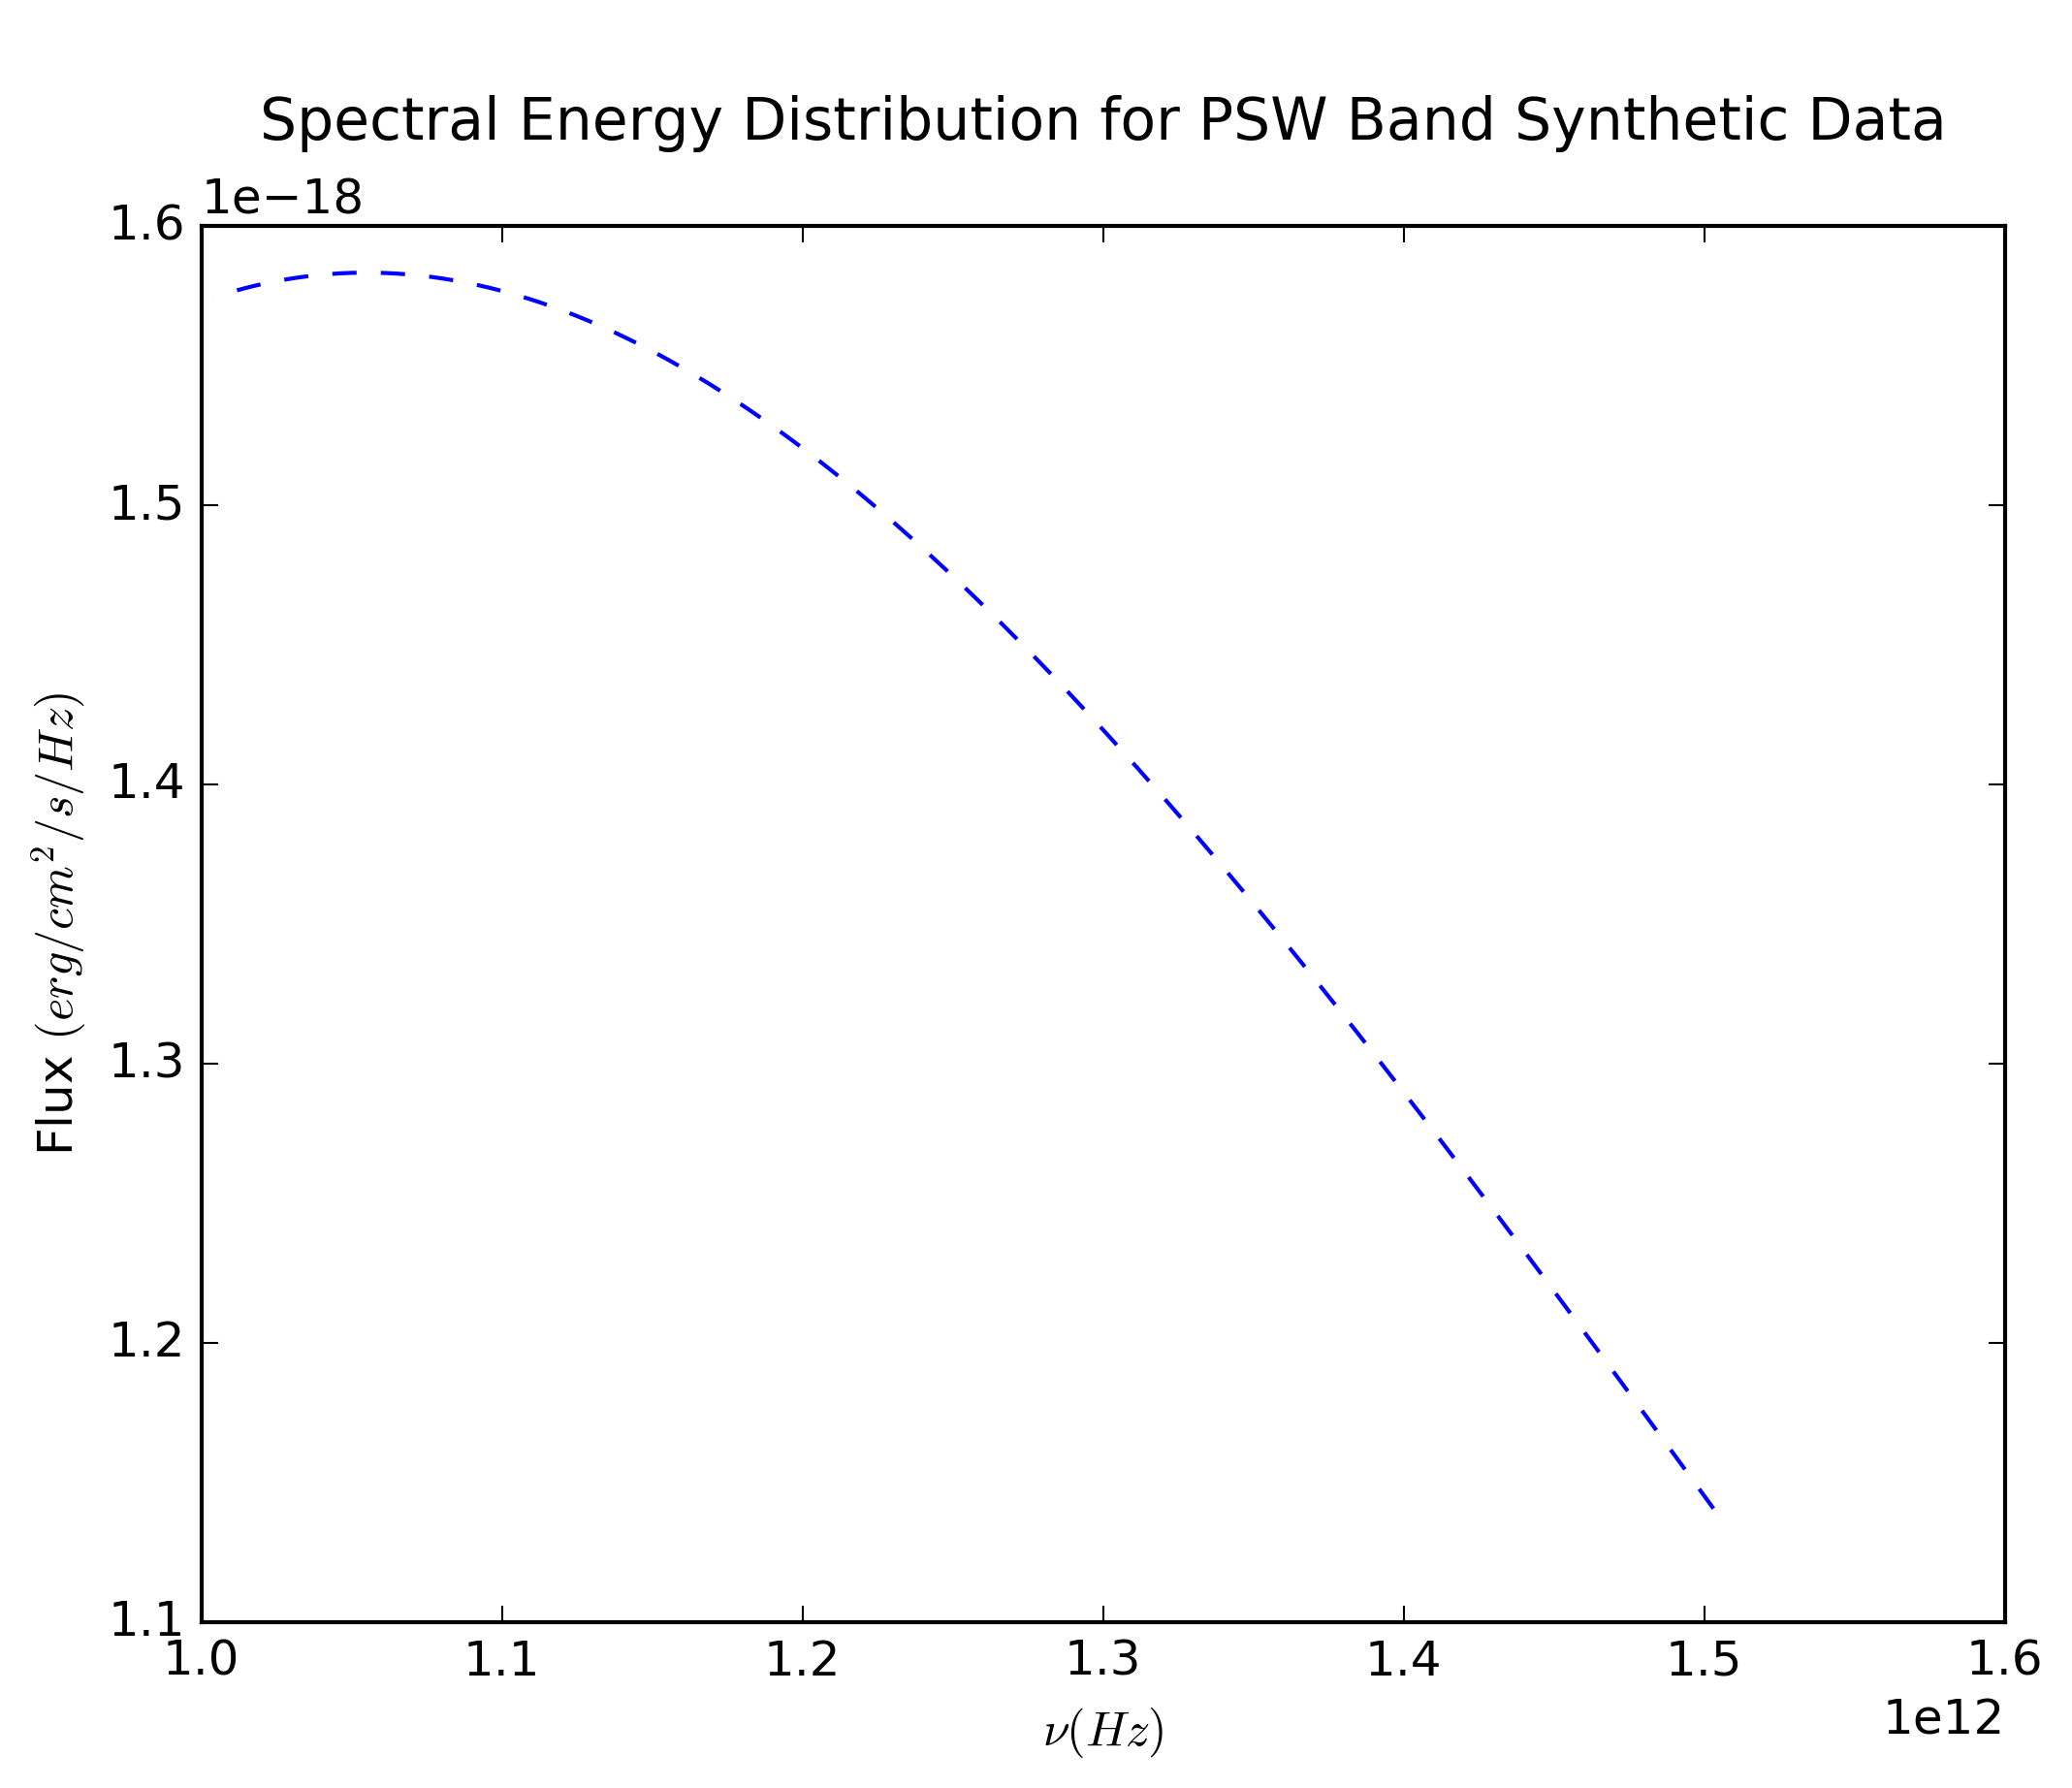 Spectral Energy Distribution for PSW Band Synthetic Data
1e−18
1.6
1.5
1.4
1.3
1.2
1.1
Flux (erg/cm²/s/Hz)
1.0 1.1 1.2 1.3 1.4 1.5 1.6
1e12
ν(Hz)